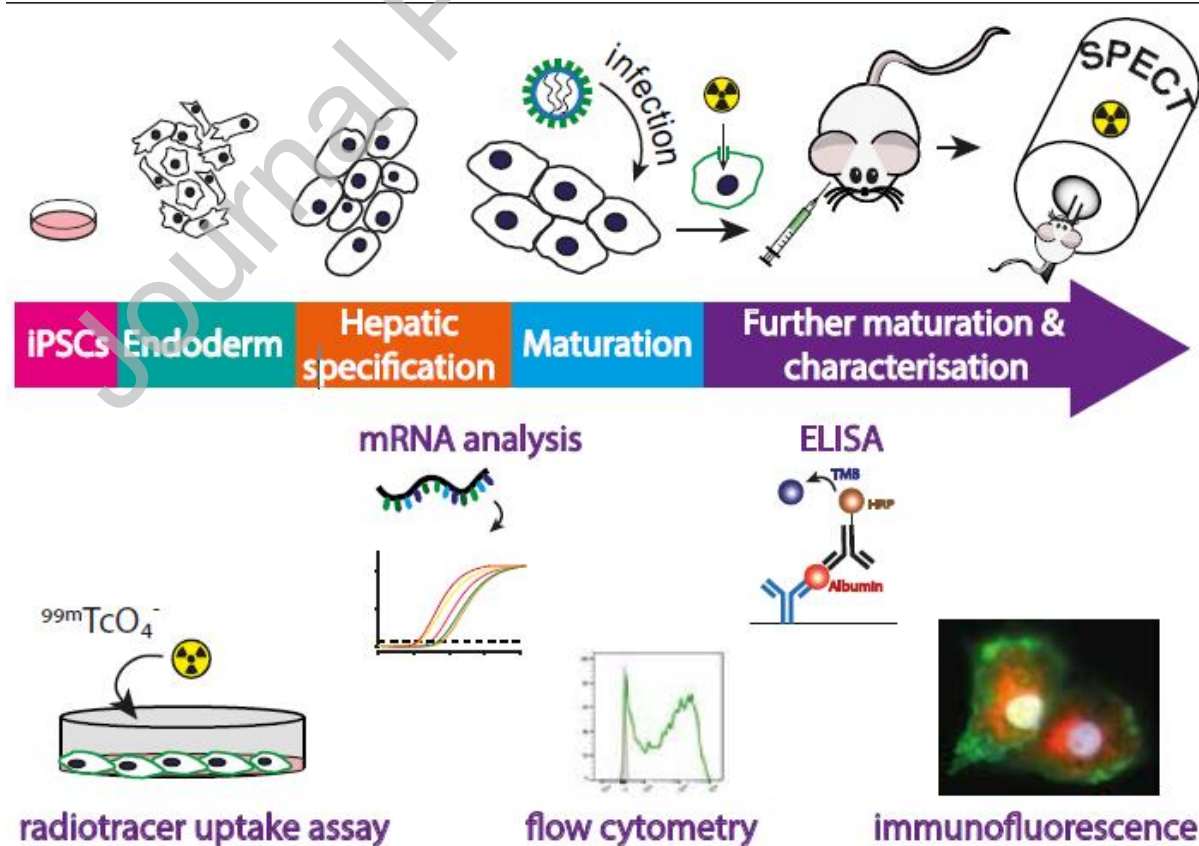 Journal P
infection
SPECT
iPSCs
Endoderm
Hepatic
specification
Maturation
Further maturation &
characterisation
mRNA analysis
ELISA
TMB
HRP
Albumin
99mTcO4-
radiotracer uptake assay
flow cytometry
immunofluorescence